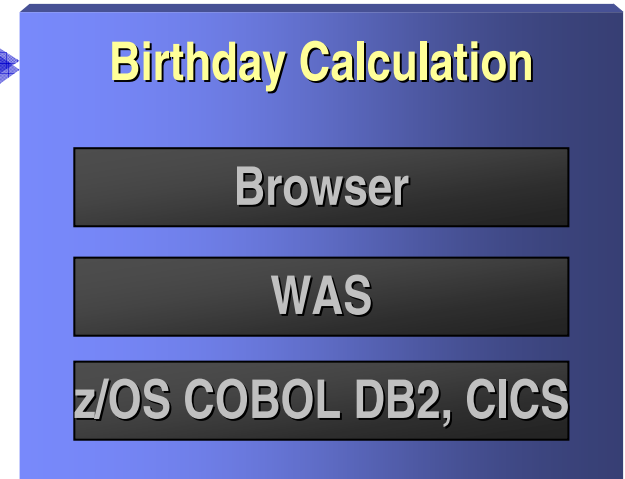 Birthday Calculation
Browser
WAS
z/OS COBOL DB2, CICS